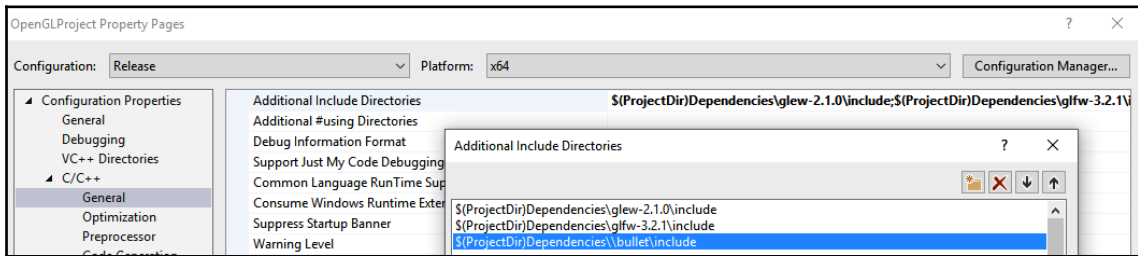 OpenGLProject Property Pages ? ×
Configuration: Release Platform: x64 Configuration Manager...
Configuration Properties
General
Debugging
VC++ Directories
C/C++
General
Optimization
Preprocessor
Additional Include Directories $(ProjectDir)Dependencies\glew-2.1.0\include;$(ProjectDir)Dependencies\glfw-3.2.1\i
Additional #using Directories
Debug Information Format
Support Just My Code Debugging
Common Language RunTime Sup
Consume Windows Runtime Exter
Suppress Startup Banner
Warning Level
Additional Include Directories ? ×
$(ProjectDir)Dependencies\glew-2.1.0\include
$(ProjectDir)Dependencies\glfw-3.2.1\include
$(ProjectDir)Dependencies\\bullet\include